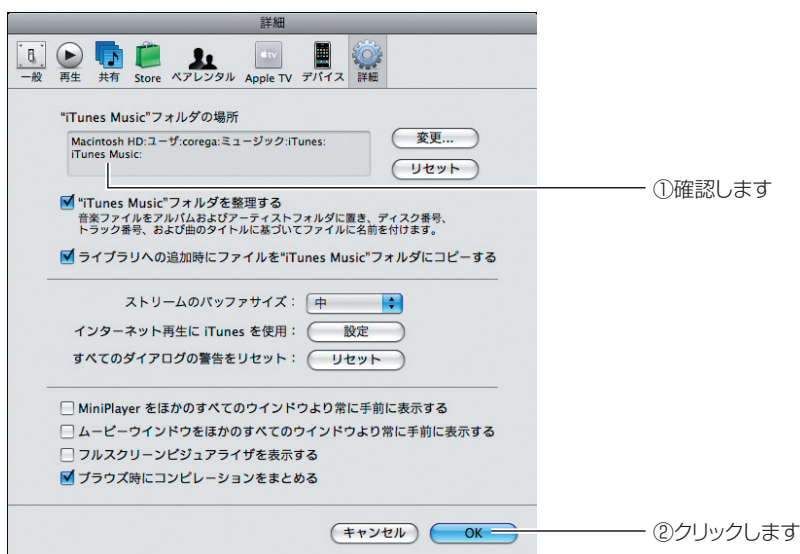 詳細
一般 再生 共有 Store ペアレンタル Apple TV デバイス 詳細
“iTunes Music”フォルダの場所
Macintosh HD:ユーザ:corega:ミュージック:iTunes:
iTunes Music:
変更...
リセット
①確認します
“iTunes Music”フォルダを整理する
音楽ファイルをアルバムおよびアーティストフォルダに置き、ディスク番号、
トラック番号、および曲のタイトルに基づいてファイルに名前を付けます。
ライブラリへの追加時にファイルを“iTunes Music”フォルダにコピーする
ストリームのバッファサイズ： 中
インターネット再生に iTunes を使用： 設定
すべてのダイアログの警告をリセット： リセット
MiniPlayer をほかのすべてのウインドウより常に手前に表示する
ムービーウインドウをほかのすべてのウインドウより常に手前に表示する
フルスクリーンビジュアライザを表示する
ブラウズ時にコンピレーションをまとめる
キャンセル OK
②クリックします